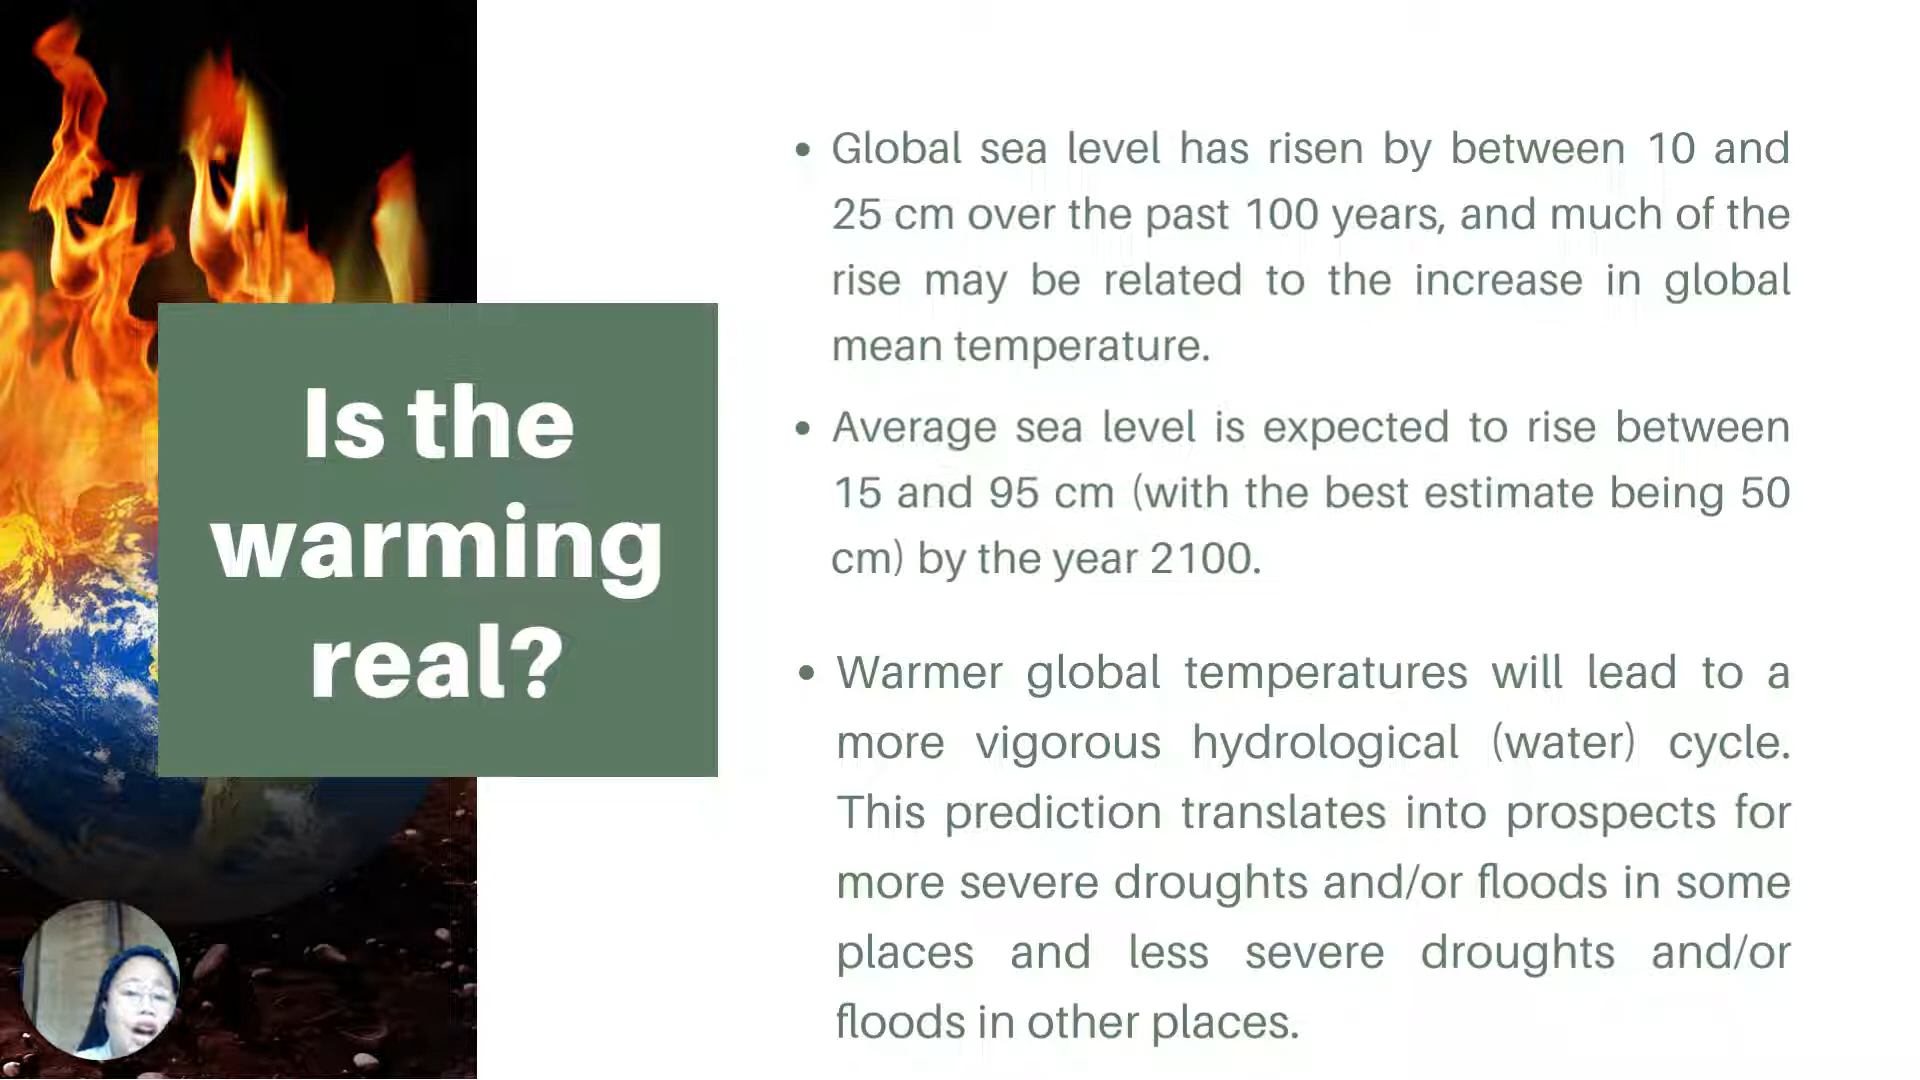 Is the
warming
real?
Global sea level has risen by between 10 and
25 cm over the past 100 years, and much of the
rise may be related to the increase in global
mean temperature.
Average sea level is expected to rise between
15 and 95 cm (with the best estimate being 50
cm) by the year 2100.
Warmer global temperatures will lead to a
more vigorous hydrological (water) cycle.
This prediction translates into prospects for
more severe droughts and/or floods in some
places and less severe droughts and/or
floods in other places.